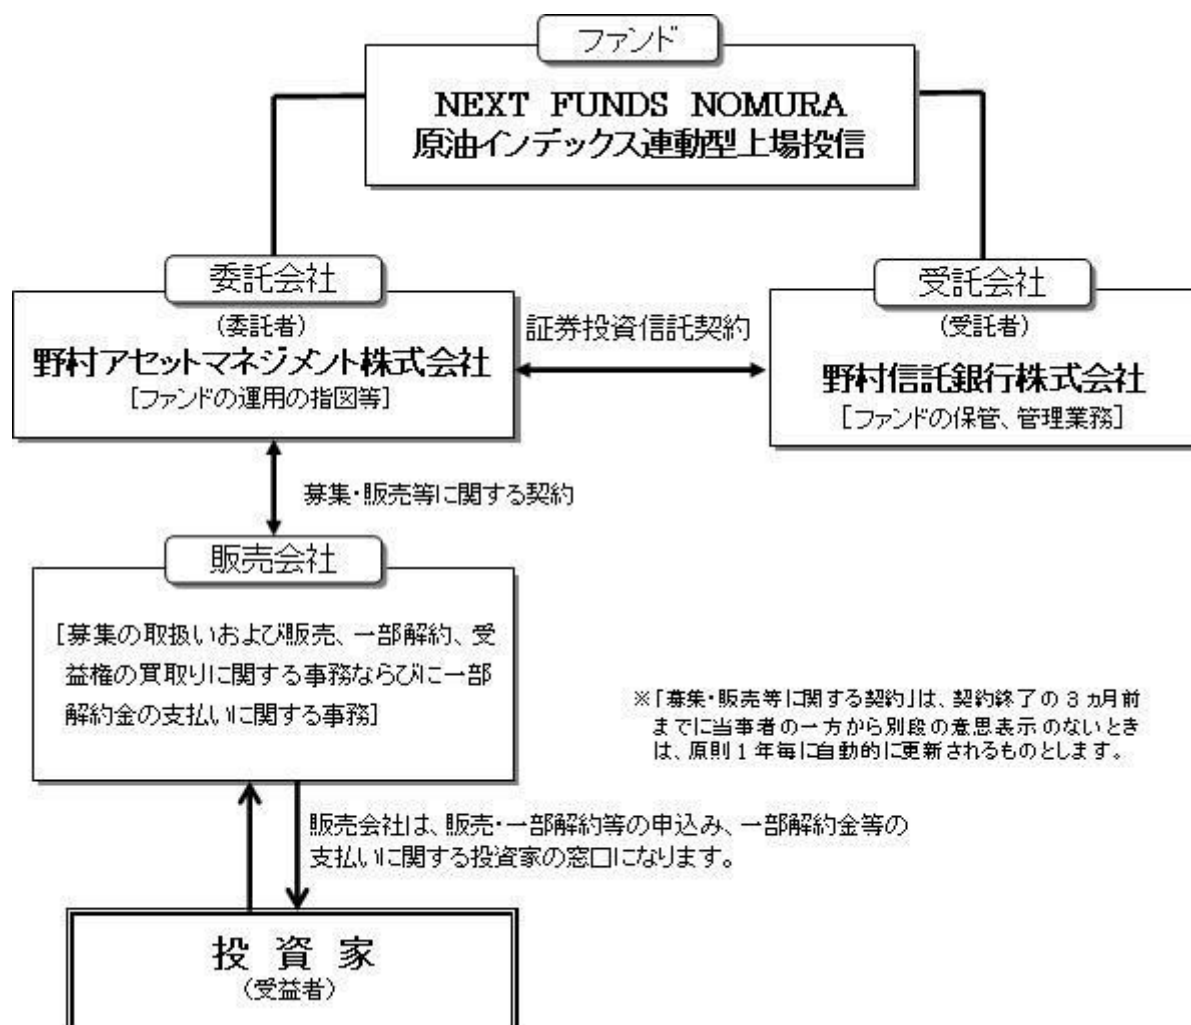 ファンド
NEXT FUNDS NOMURA
原油インデックス連動型上場投信
委託会社
(委託者)
野村アセットマネジメント株式会社
[ファンドの運用の指図等]
証券投資信託契約
受託会社
(受託者)
野村信託銀行株式会社
[ファンドの保管、管理業務]
募集・販売等に関する契約
販売会社
[募集の取扱いおよび販売、一部解約、受
益権の買取りに関する事務ならびに一部
解約金の支払いに関する事務]
※「募集・販売等に関する契約」は、契約終了の3ヵ月前
までに当事者の一方から別段の意思表示のないとき
は、原則1年毎に自動的に更新されるものとします。
販売会社は、販売・一部解約等の申込み、一部解約金等の
支払いに関する投資家の窓口になります。
投資家
(受益者)